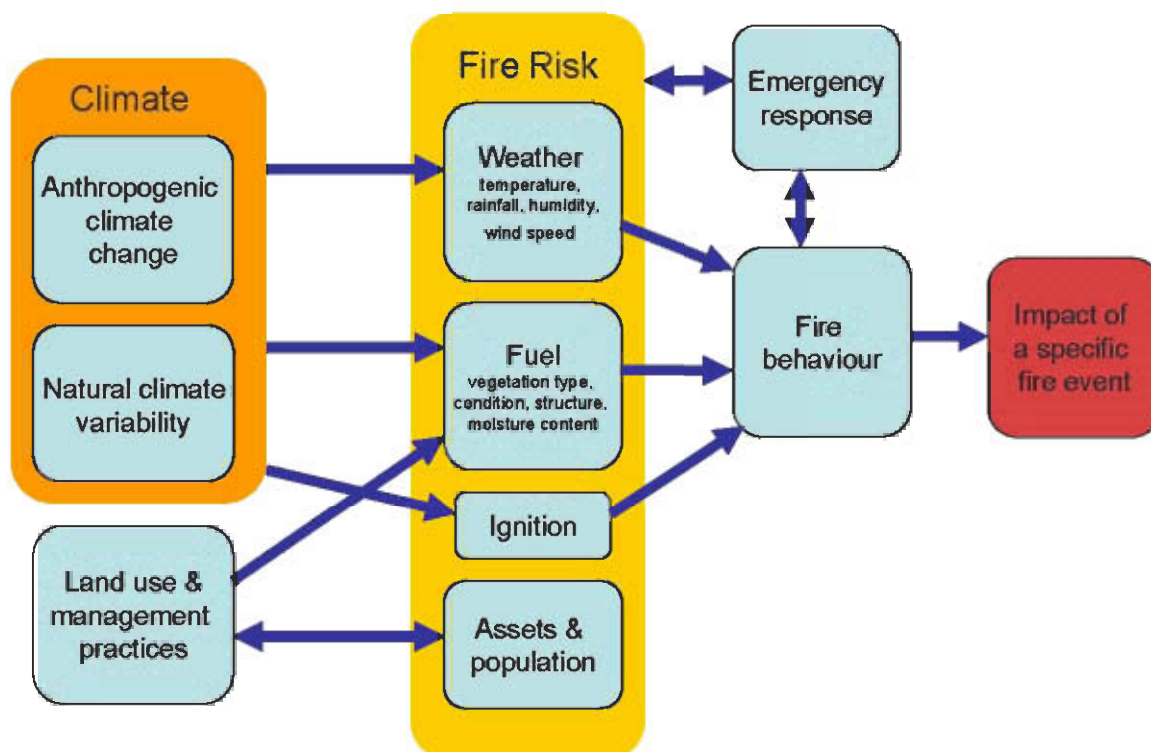 Climate
Anthropogenic
climate
change
Natural climate
variability
Land use &
management
practices
Fire Risk
Weather
temperature,
rainfall, humidity,
wind speed
Fuel
vegetation type,
condition, structure,
moisture content
Ignition
Assets &
population
Emergency
response
Fire
behaviour
Impact of
a specific
fire event